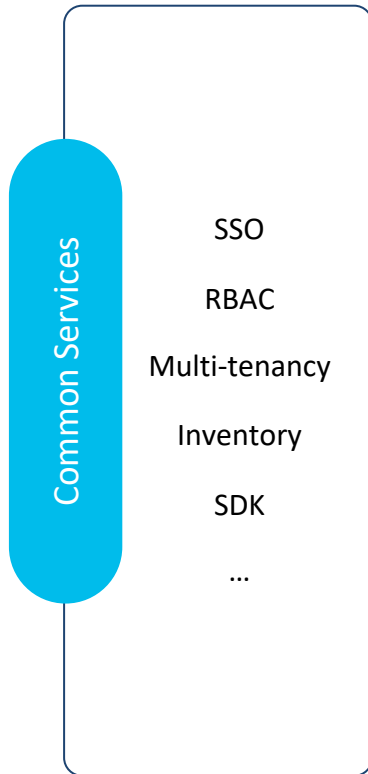 Common Services
SSO
RBAC
Multi-tenancy
Inventory
SDK
...